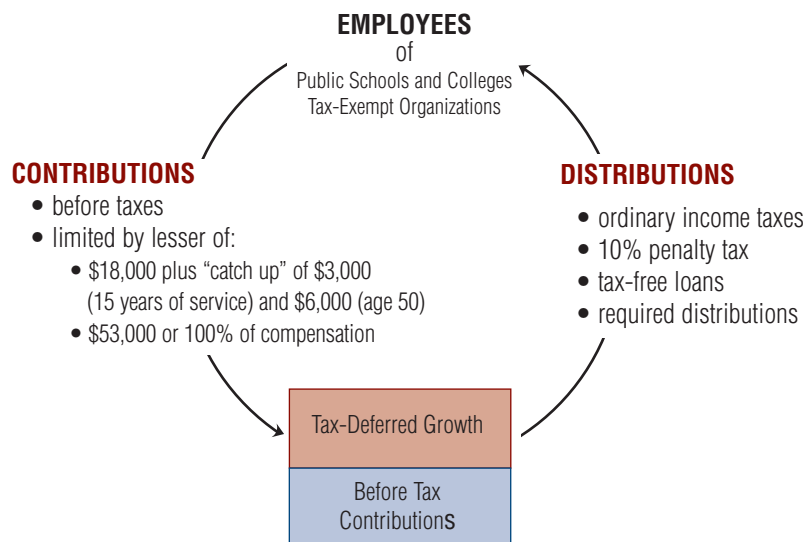 EMPLOYEES
of
Public Schools and Colleges
Tax-Exempt Organizations
CONTRIBUTIONS
• before taxes
• limited by lesser of:
• $18,000 plus “catch up” of $3,000
(15 years of service) and $6,000 (age 50)
• $53,000 or 100% of compensation
DISTRIBUTIONS
• ordinary income taxes
• 10% penalty tax
• tax-free loans
• required distributions
Tax-Deferred Growth
Before Tax
Contributions